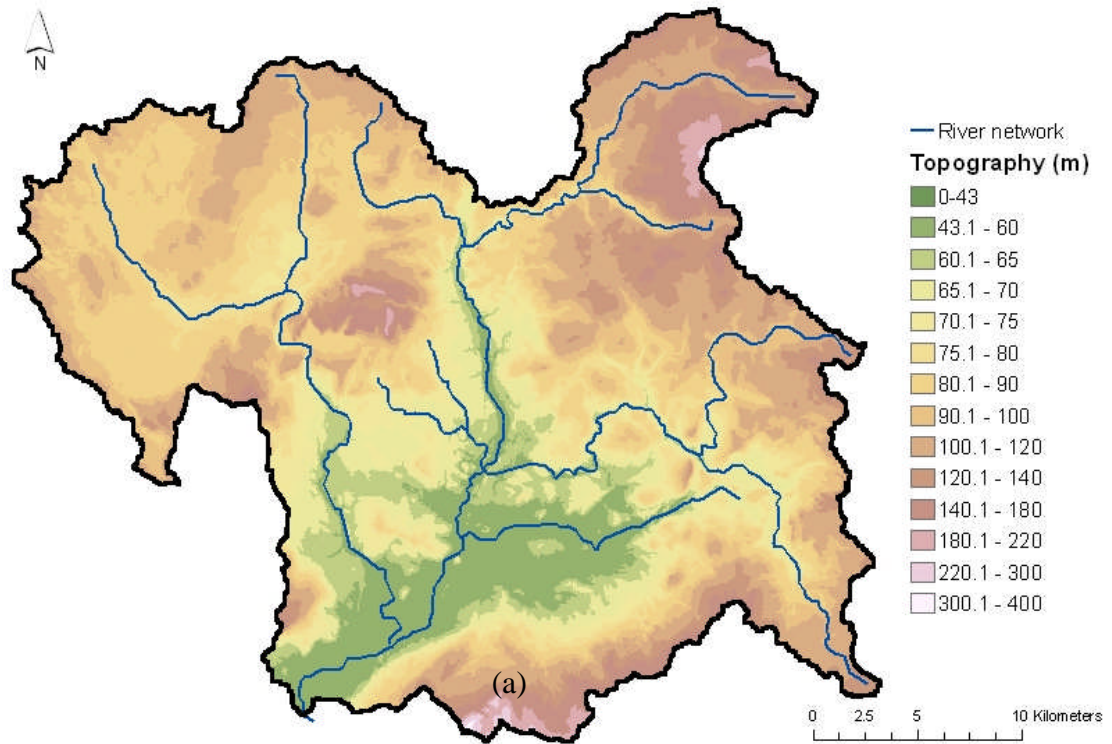 N
River network
Topography (m)
0-43
43.1 - 60
60.1 - 65
65.1 - 70
70.1 - 75
75.1 - 80
80.1 - 90
90.1 - 100
100.1 - 120
120.1 - 140
140.1 - 180
180.1 - 220
220.1 - 300
300.1 - 400
(a)
0 2.5 5 10 Kilometers